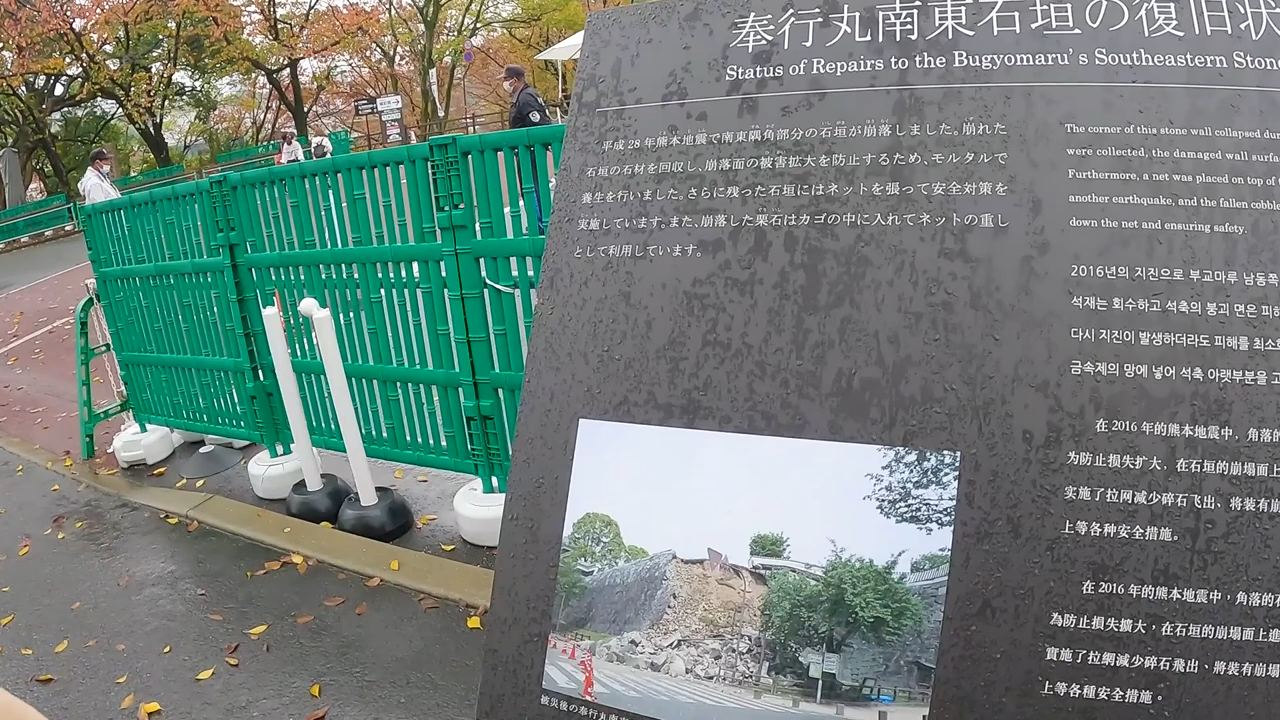 奉行丸南東石垣の復旧状
Status of Repairs to the Bugyomaru's Southeastern Stone
平成28年熊本地震で南東隅角部分の石垣が崩落しました。崩れた
石垣の石材を回収し、崩落面の被害拡大を防止するため、モルタルで
養生を行いました。さらに残った石垣にはネットを張って安全対策を
実施しています。また、崩落した栗石はカゴの中に入れてネットの重し
として利用しています。
The corner of this stone wall collapsed du
were collected, the damaged wall surfa
Furthermore, a net was placed on top of
another earthquake, and the fallen cobble
down the net and ensuring safety.
2016년의 지진으로 부교마루 남동쪽
석재는 회수하고 석축의 붕괴 면은 피해
다시 지진이 발생하더라도 피해를 최소화
금속제의 망에 넣어 석축 아랫부분을 고
在 2016 年的熊本地震中，角落的
为防止损失扩大，在石垣的崩塌面上
实施了拉网减少碎石飞出、将装有崩
上等各种安全措施。
在 2016 年的熊本地震中，角落的石
為防止損失擴大，在石垣的崩塌面上進
實施了拉網減少碎石飛出、將裝有崩塌
上等各種安全措施。
被災後の奉行丸南東